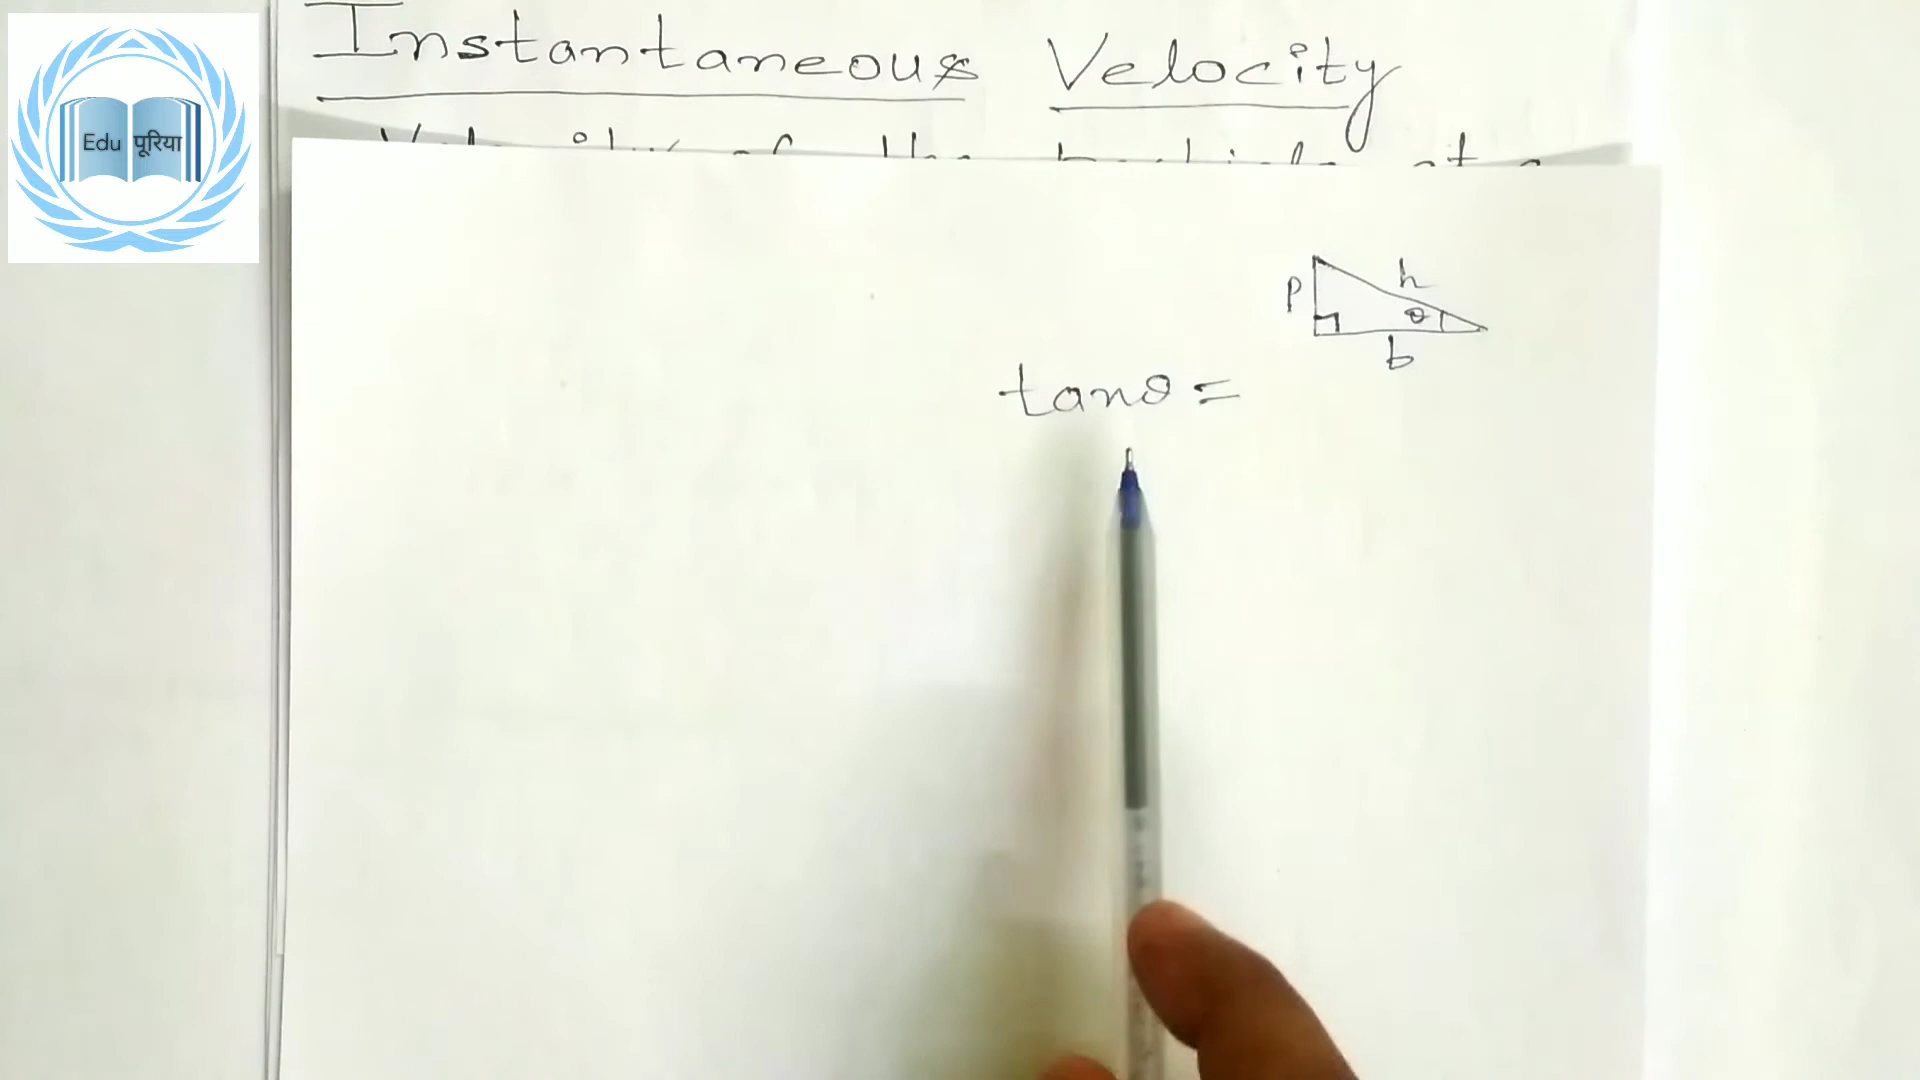 Instantaneous Velocity
Edu पूरिया
p
h
θ
b
tanθ =